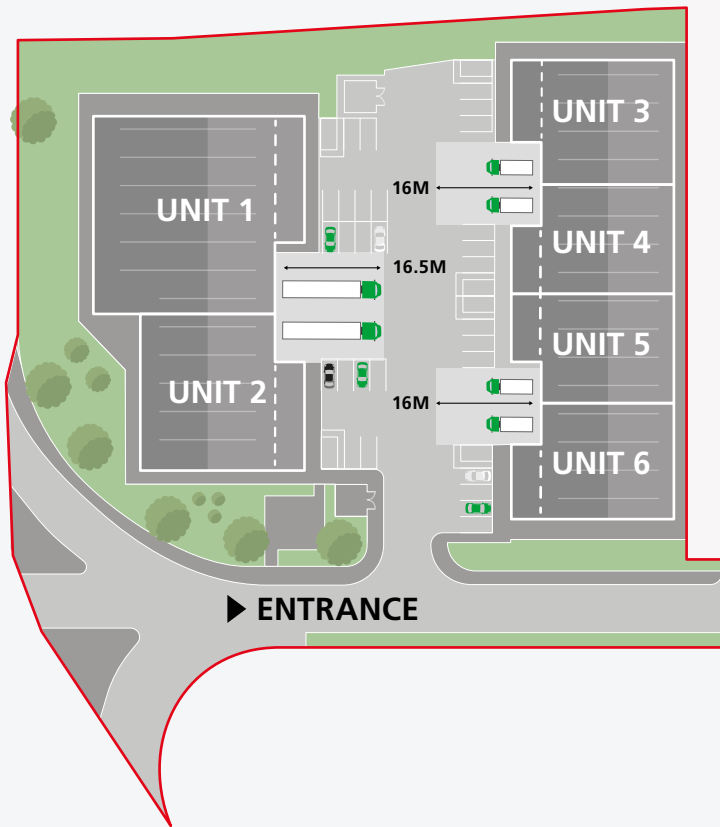 UNIT 1
UNIT 2
16M
16.5M
16M
UNIT 3
UNIT 4
UNIT 5
UNIT 6
ENTRANCE